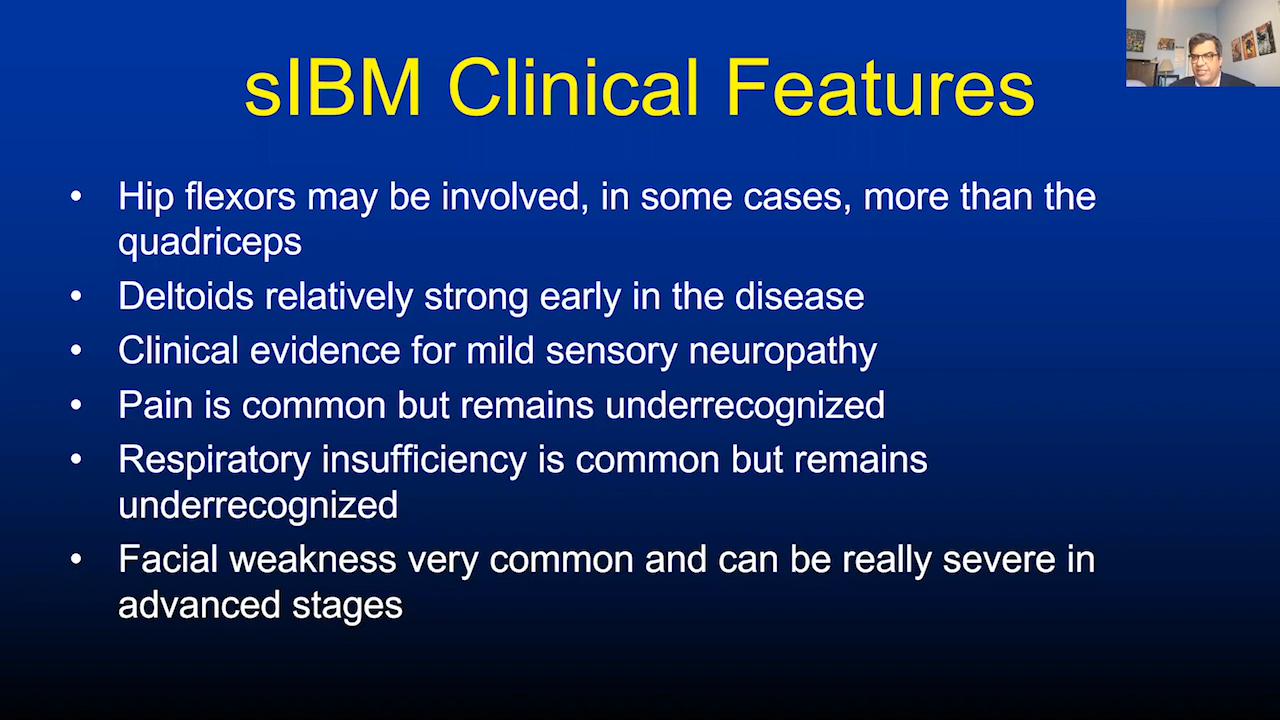 sIBM Clinical Features
• Hip flexors may be involved, in some cases, more than the
quadriceps
• Deltoids relatively strong early in the disease
• Clinical evidence for mild sensory neuropathy
• Pain is common but remains underrecognized
• Respiratory insufficiency is common but remains
underrecognized
• Facial weakness very common and can be really severe in
advanced stages